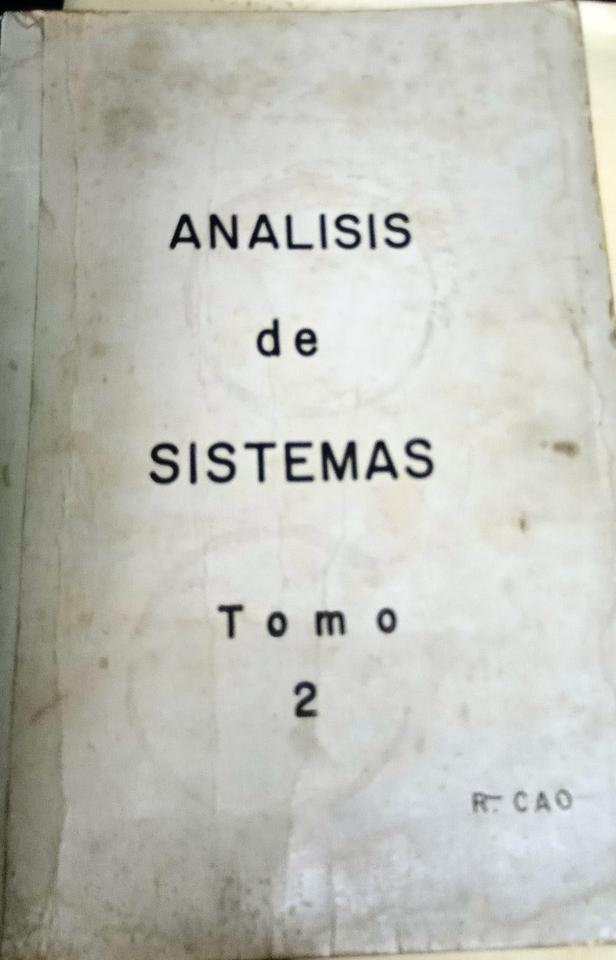 ANALISIS
de
SISTEMAS
Tomo
2
R. CAO